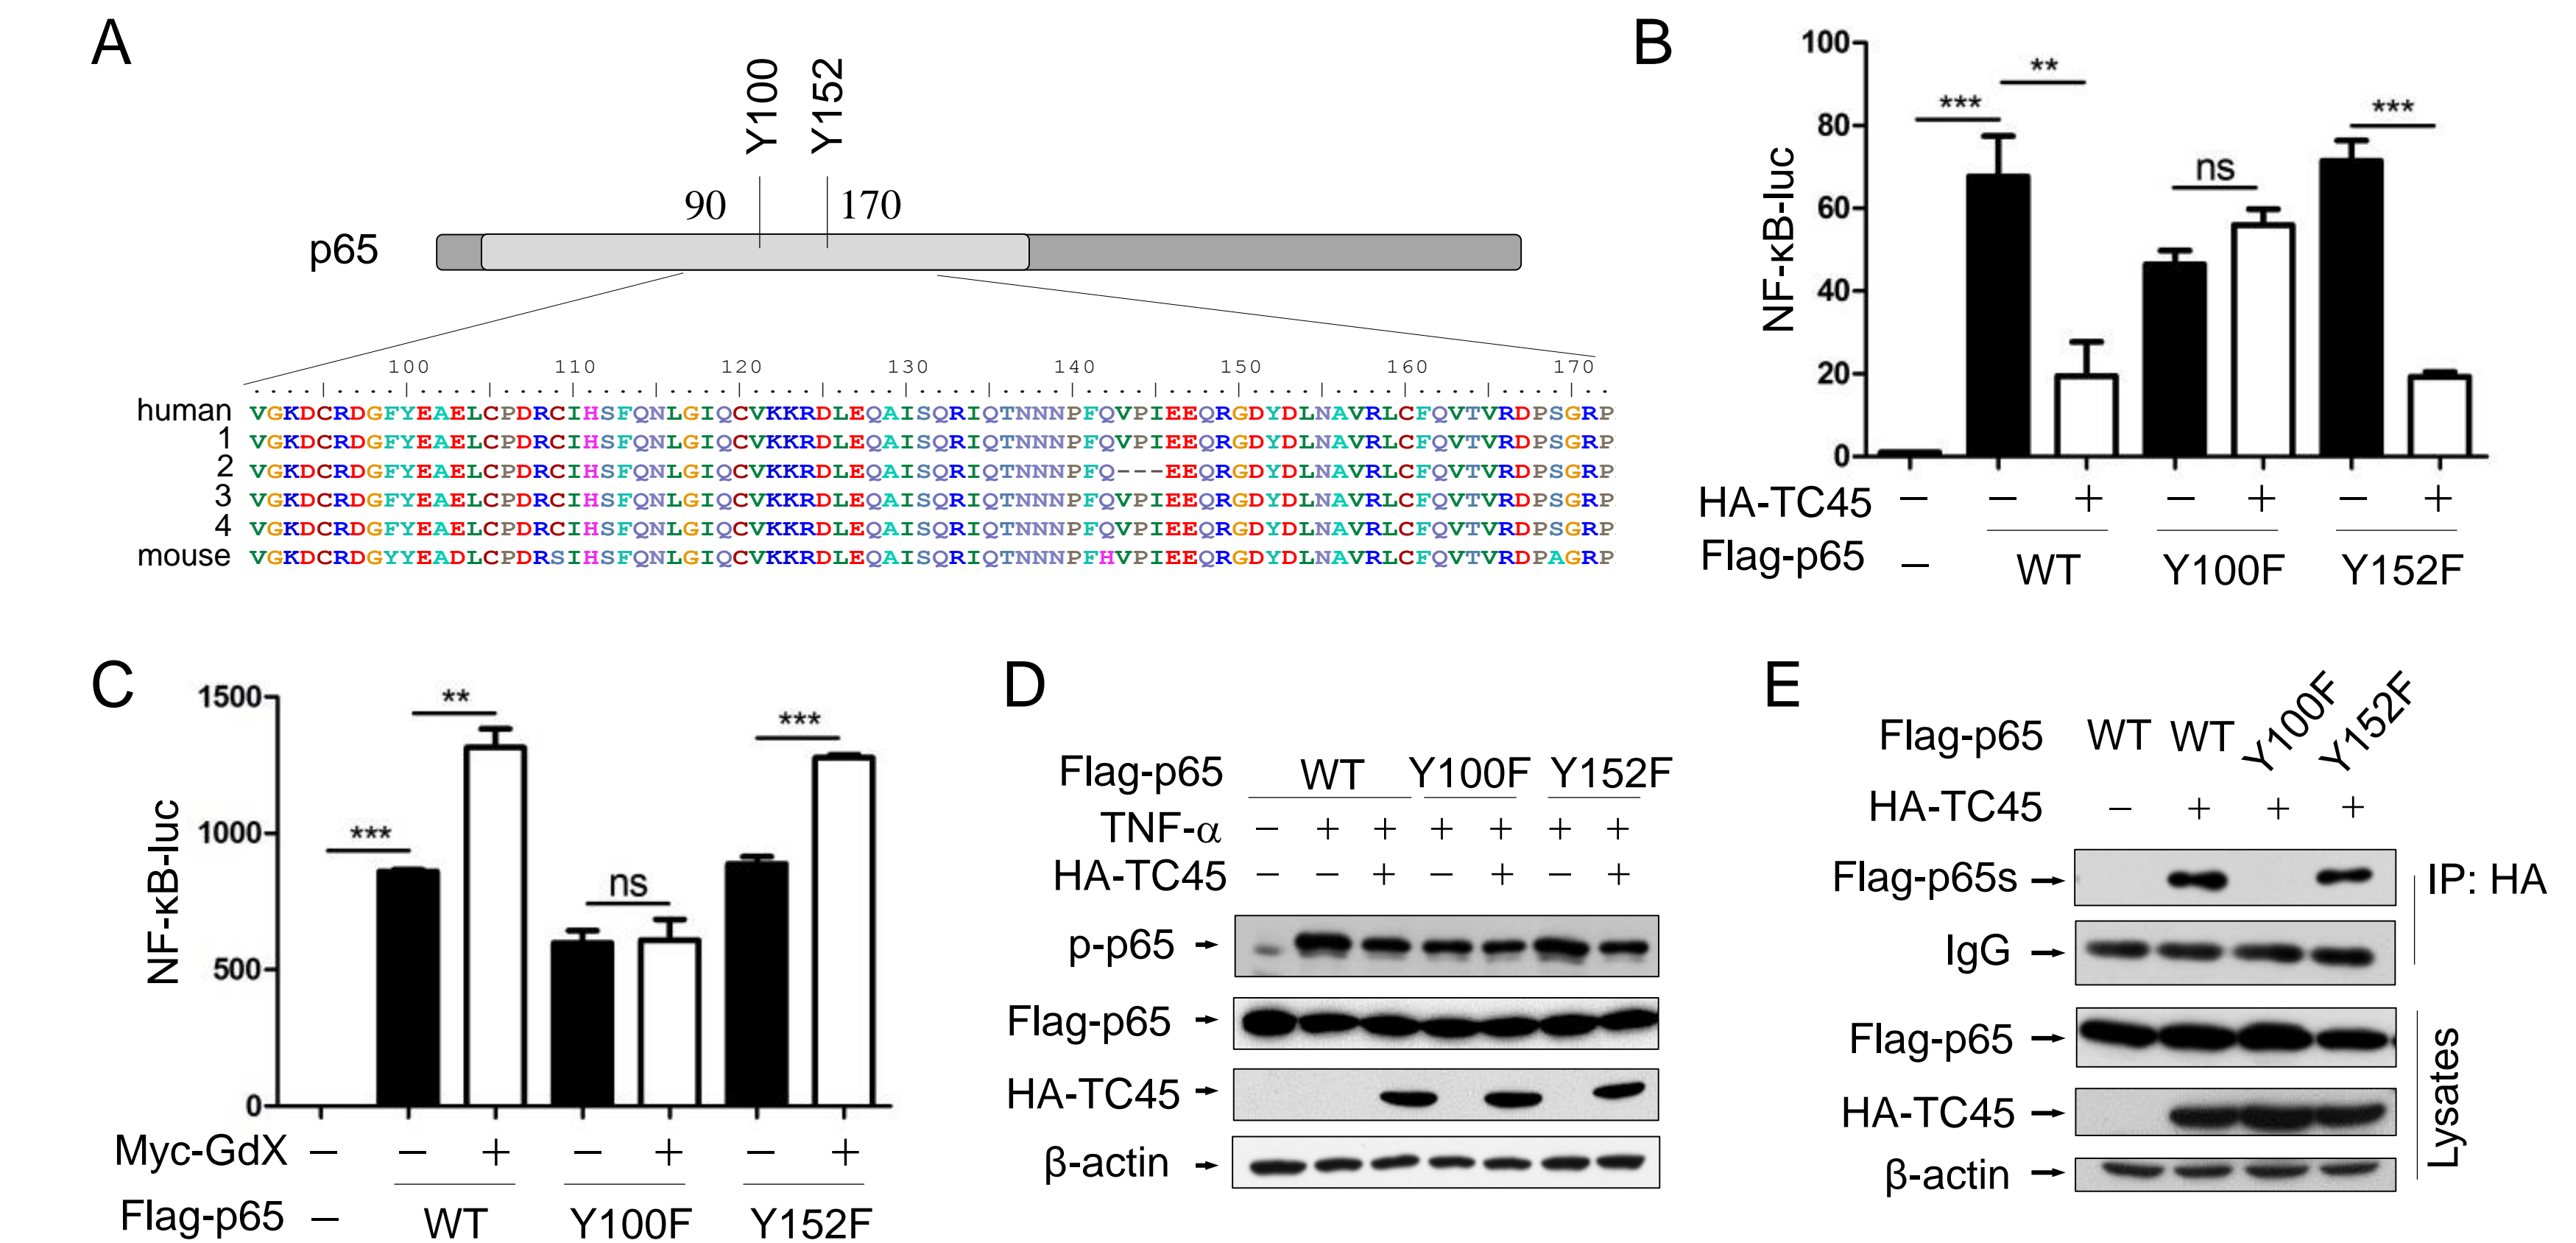 A
Y100
Y152
90
170
p65
100 110 120 130 140 150 160 170
human VGKDCRDGFYEAELCPDRCIHSFQNLGIQCVKKRDLEQAISQRIQTNNNPFQVPIEEQRGDYDLNAVRLCFQVTVRDPSGRP
1 VGKDCRDGFYEAELCPDRCIHSFQNLGIQCVKKRDLEQAISQRIQTNNNPFQVPIEEQRGDYDLNAVRLCFQVTVRDPSGRP
2 VGKDCRDGFYEAELCPDRCIHSFQNLGIQCVKKRDLEQAISQRIQTNNNPFQ---EEQRGDYDLNAVRLCFQVTVRDPSGRP
3 VGKDCRDGFYEAELCPDRCIHSFQNLGIQCVKKRDLEQAISQRIQTNNNPFQVPIEEQRGDYDLNAVRLCFQVTVRDPSGRP
4 VGKDCRDGFYEAELCPDRCIHSFQNLGIQCVKKRDLEQAISQRIQTNNNPFQVPIEEQRGDYDLNAVRLCFQVTVRDPSGRP
mouse VGKDCRDGYYEADLCPDRSIHSFQNLGIQCVKKRDLEQAISQRIQTNNNPFHVPIEEQRGDYDLNAVRLCFQVTVRDPAGRP
B
NF-κB-luc
100
80
60
40
20
0
*** ** ns ***
HA-TC45 – – + – + – +
Flag-p65 – WT Y100F Y152F
C
NF-κB-luc
1500
1000
500
0
*** ** ns ***
Myc-GdX – – + – + – +
Flag-p65 – WT Y100F Y152F
D
Flag-p65 WT Y100F Y152F
TNF-α – + + + + + +
HA-TC45 – – + – + – +
p-p65
Flag-p65
HA-TC45
β-actin
E
Flag-p65 WT WT Y100F Y152F
HA-TC45 – + + +
Flag-p65s
IgG
IP: HA
Flag-p65
HA-TC45
β-actin
Lysates